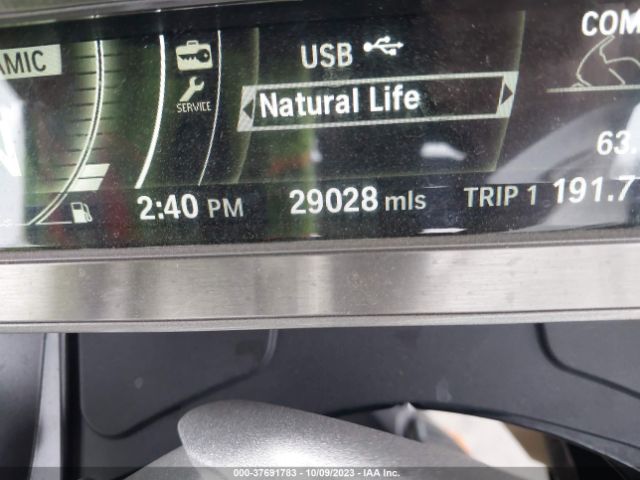 AMIC
SERVICE
USB
Natural Life
COM
63.
2:40 PM
29028 mls
TRIP 1 191.7
000-37691783 - 10/09/2023 - IAA Inc.